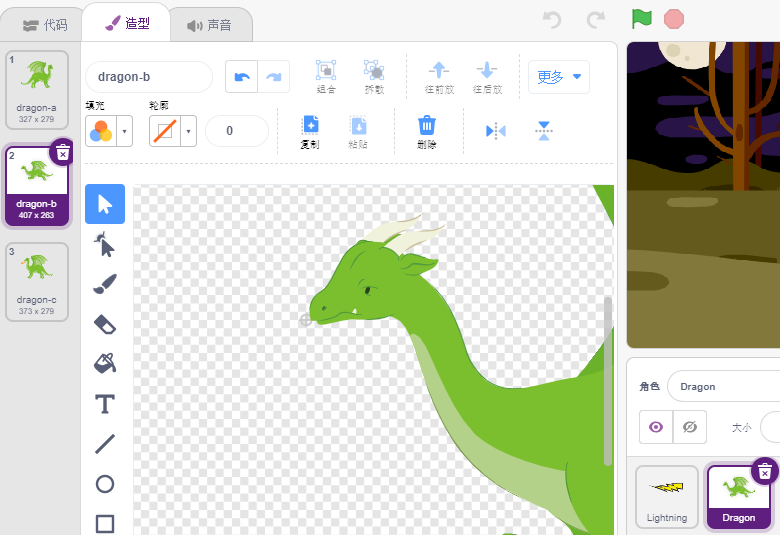 代码
造型
声音
1
dragon-a
327 x 279
2
dragon-b
407 x 263
3
dragon-c
373 x 279
dragon-b
组合
拆散
往前放
往后放
更多
填充
轮廓
0
复制
粘贴
删除
T
角色
Dragon
大小
Lightning
Dragon